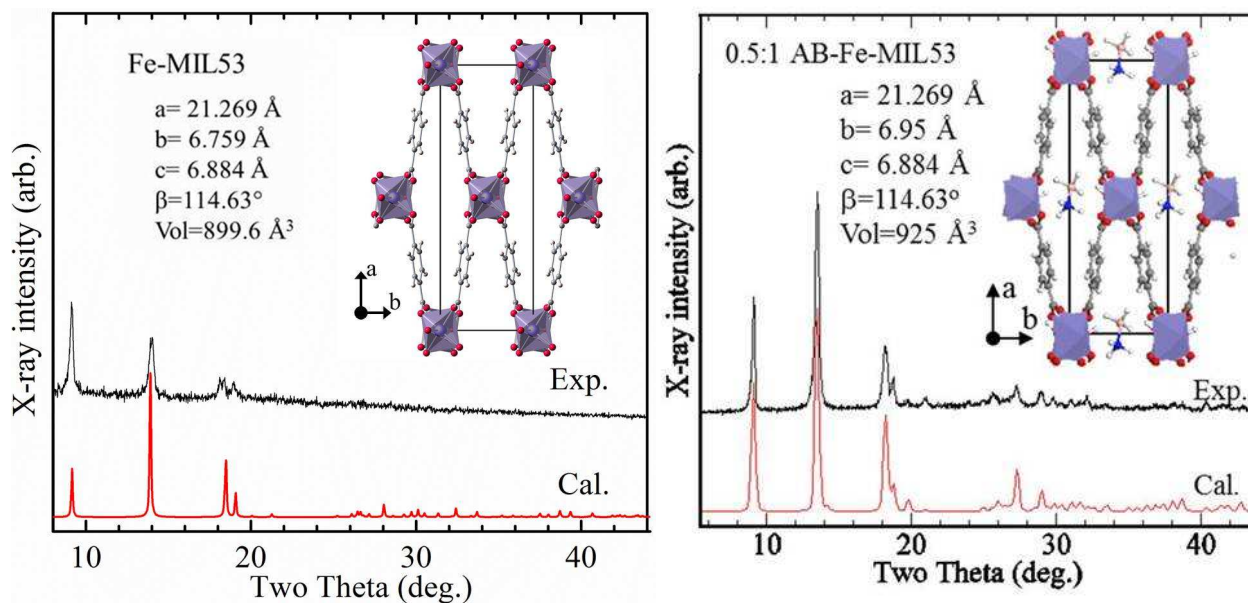 Fe-MIL53
a= 21.269 Å
b= 6.759 Å
c= 6.884 Å
β=114.63°
Vol=899.6 Å³
a
b
Exp.
Cal.
X-ray intensity (arb.)
10 20 30 40
Two Theta (deg.)
0.5:1 AB-Fe-MIL53
a= 21.269 Å
b= 6.95 Å
c= 6.884 Å
β=114.63°
Vol=925 Å³
a
b
Exp.
Cal.
X-ray intensity (arb.)
10 20 30 40
Two Theta (deg.)